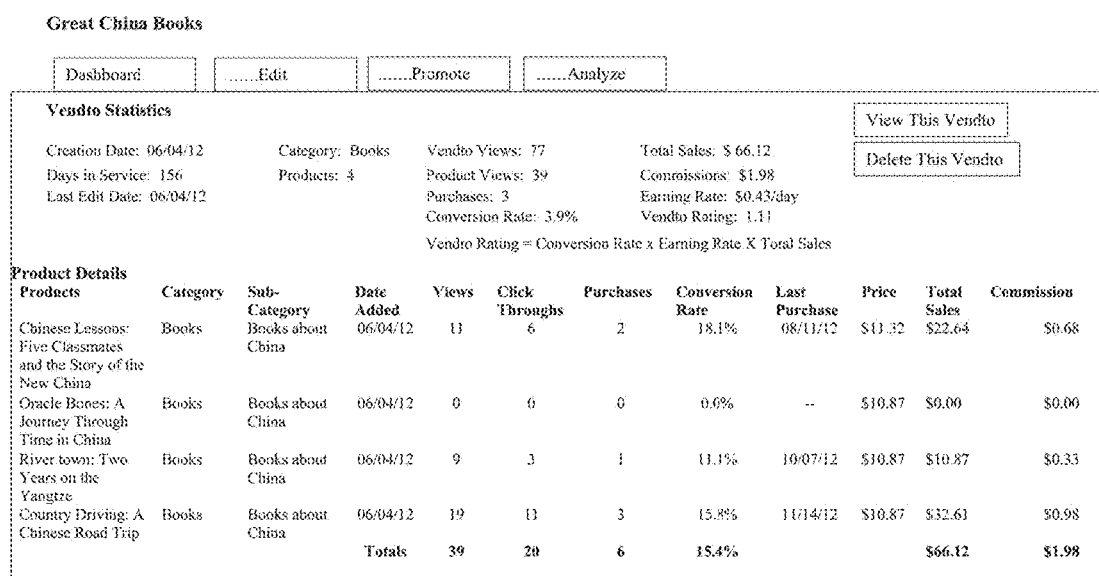 Great China Books
Dashboard ......Edit ......Promote ......Analyze
Vendto Statistics
View This Vendto
Delete This Vendto
Creation Date: 06/04/12 Category: Books Vendto Views: 77 Total Sales: $ 66.12
Days in Service: 156 Products: 4 Product Views: 39 Commissions: $1.98
Last Edit Date: 06/04/12 Purchases: 3 Earning Rate: $0.43/day
Conversion Rate: 3.9% Vendto Rating: 1.11
Vendto Rating = Conversion Rate x Earning Rate X Total Sales
Product Details
Products Category Sub- Date Views Click Purchases Conversion Last Price Total Commission
Category Added Throughs Rate Purchase Sales
Chinese Lessons: Books Books about 06/04/12 11 6 2 18.1% 08/11/12 $11.32 $22.64 $0.68
Five Classmates China
and the Story of the
New China
Oracle Bones: A Books Books about 06/04/12 0 0 0 0.0% -- $10.87 $0.00 $0.00
Journey Through China
Time in China
River town: Two Books Books about 06/04/12 9 3 1 11.1% 10/07/12 $10.87 $10.87 $0.33
Years on the China
Yangtze
Country Driving: A Books Books about 06/04/12 19 11 3 15.8% 11/14/12 $10.87 $32.61 $0.98
Chinese Road Trip China
Totals 39 20 6 15.4% $66.12 $1.98